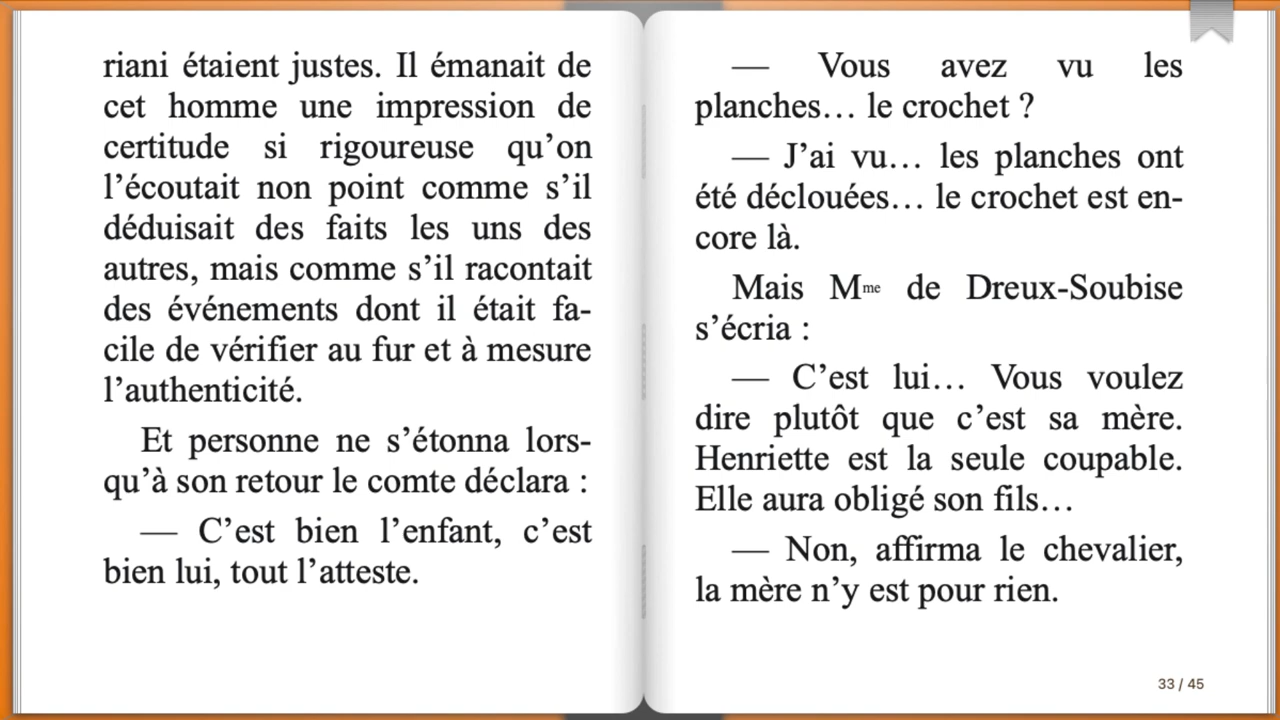 riani étaient justes. Il émanait de
cet homme une impression de
certitude si rigoureuse qu’on
l’écoutait non point comme s’il
déduisait des faits les uns des
autres, mais comme s’il racontait
des événements dont il était fa-
cile de vérifier au fur et à mesure
l’authenticité.
Et personne ne s’étonna lors-
qu’à son retour le comte déclara :
— C’est bien l’enfant, c’est
bien lui, tout l’atteste.
— Vous avez vu les
planches… le crochet ?
— J’ai vu… les planches ont
été déclouées… le crochet est en-
core là.
Mais Mme de Dreux-Soubise
s’écria :
— C’est lui… Vous voulez
dire plutôt que c’est sa mère.
Henriette est la seule coupable.
Elle aura obligé son fils…
— Non, affirma le chevalier,
la mère n’y est pour rien.
33 / 45